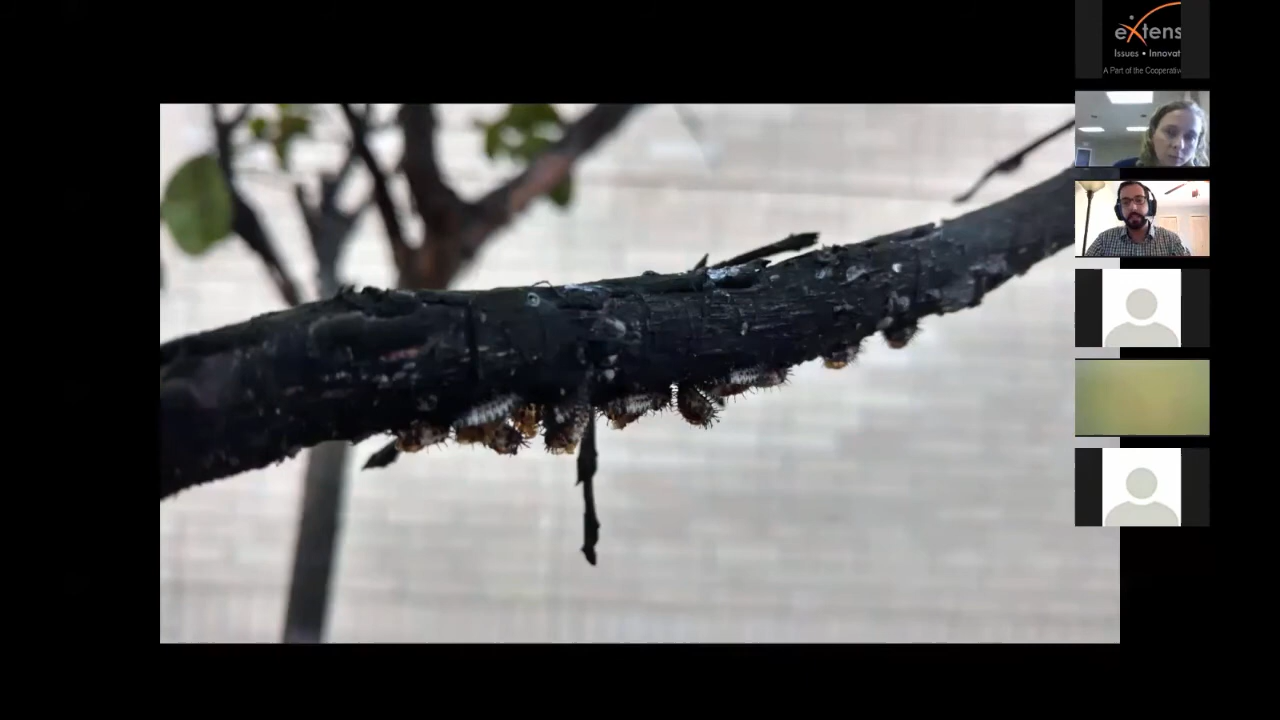 eXtens
Issues • Innovat
A Part of the Cooperativ